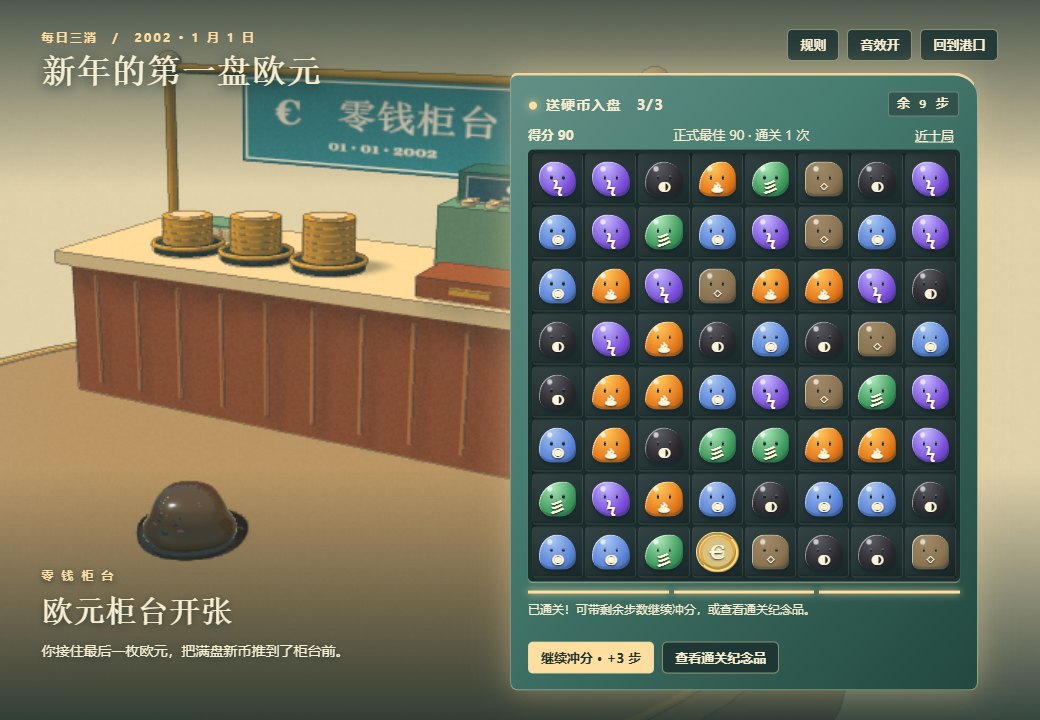 每日三消 / 2002 · 1 月 1 日
新年的第一盘欧元
规则
音效开
回到港口
€ 零钱柜台
01·01·2002
送硬币入盘 3/3
余 9 步
得分 90
正式最佳 90 · 通关 1 次
近十局
€
已通关！可带剩余步数继续冲分，或查看通关纪念品。
继续冲分 · +3 步
查看通关纪念品
零钱柜台
欧元柜台开张
你接住最后一枚欧元，把满盘新币推到了柜台前。